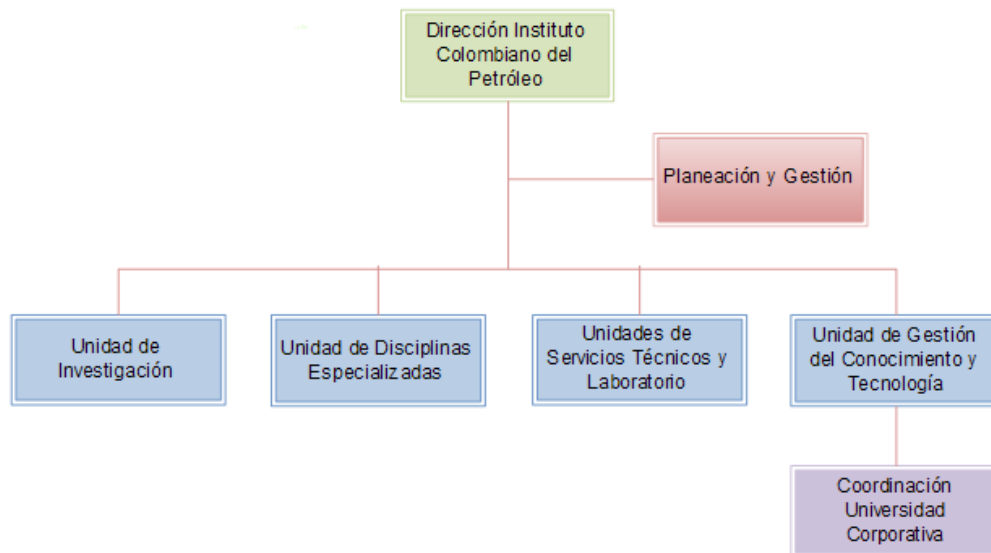 Dirección Instituto
Colombiano del
Petróleo
Planeación y Gestión
Unidad de
Investigación
Unidad de Disciplinas
Especializadas
Unidades de
Servicios Técnicos y
Laboratorio
Unidad de Gestión
del Conocimiento y
Tecnología
Coordinación
Universidad
Corporativa